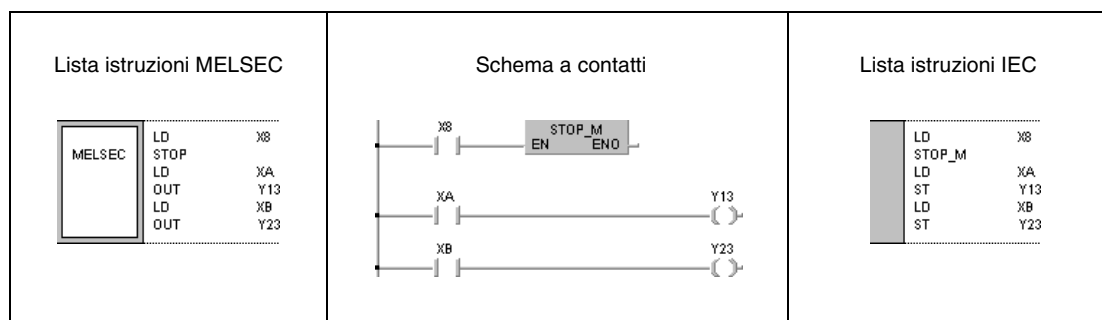 Lista istruzioni MELSEC
MELSEC
LD X8
STOP
LD XA
OUT Y13
LD XB
OUT Y23
Schema a contatti
X8
STOP_M
EN ENO
XA Y13
XB Y23
Lista istruzioni IEC
LD X8
STOP_M
LD XA
ST Y13
LD XB
ST Y23